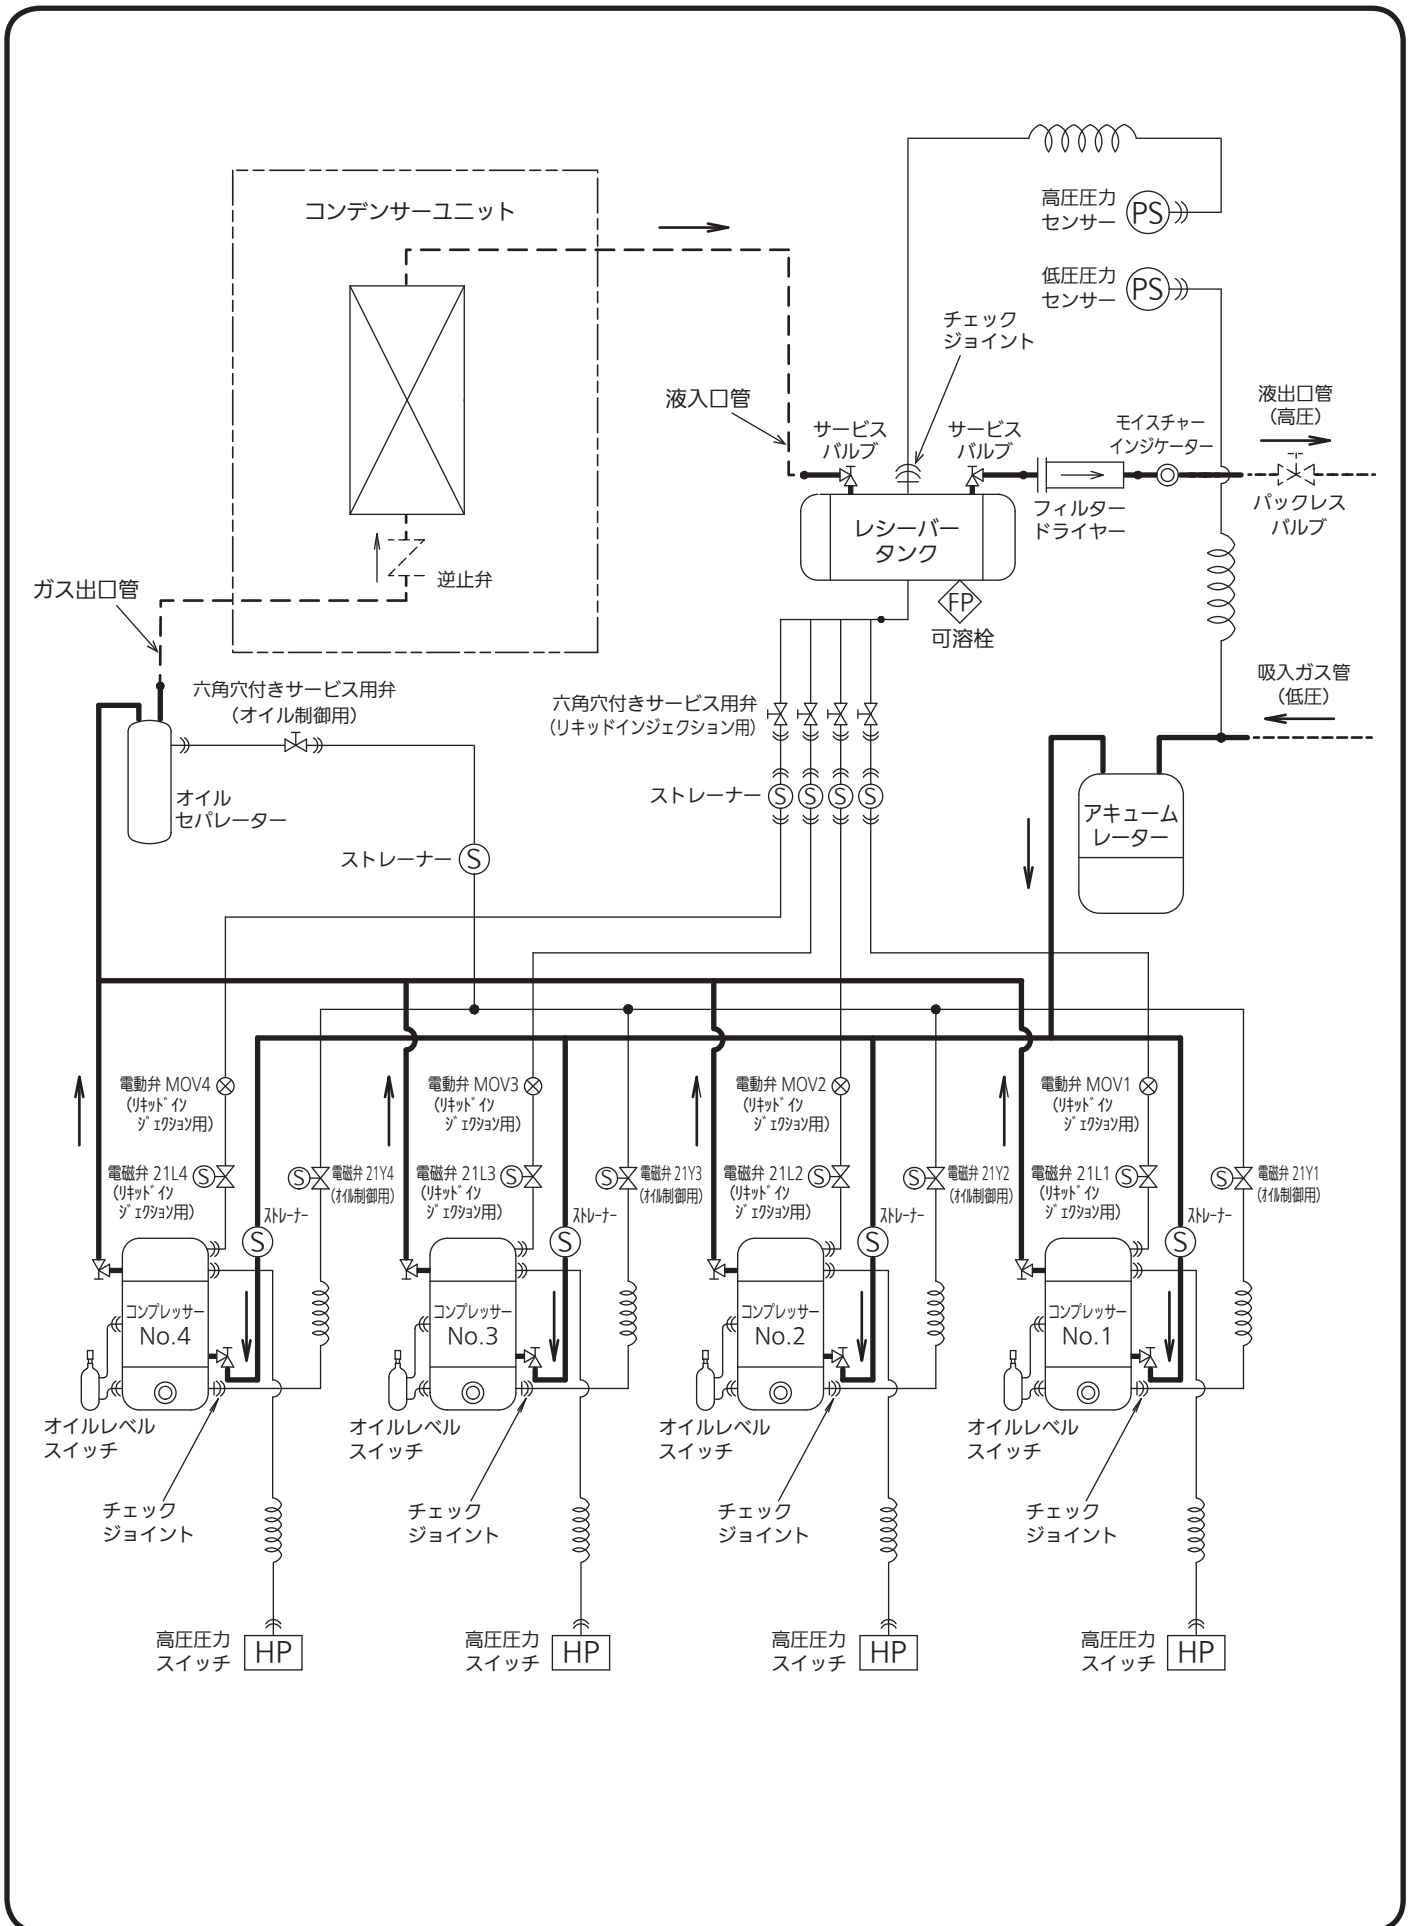 コンデンサーユニット
高圧圧力
センサー
PS
低圧圧力
センサー
PS
チェック
ジョイント
液入口管
サービス
バルブ
サービス
バルブ
モイスチャー
インジケーター
液出口管
(高圧)
パックレス
バルブ
フィルター
ドライヤー
レシーバー
タンク
FP
可溶栓
逆止弁
ガス出口管
六角穴付きサービス用弁
(オイル制御用)
六角穴付きサービス用弁
(リキッドインジェクション用)
吸入ガス管
(低圧)
オイル
セパレーター
ストレーナー S S S S
アキューム
レーター
ストレーナー S
電動弁 MOV4
(リキッドイン
ジェクション用)
電動弁 MOV3
(リキッドイン
ジェクション用)
電動弁 MOV2
(リキッドイン
ジェクション用)
電動弁 MOV1
(リキッドイン
ジェクション用)
電磁弁 21L4 S
(リキッドイン
ジェクション用)
S 電磁弁 21Y4
(オイル制御用)
電磁弁 21L3 S
(リキッドイン
ジェクション用)
S 電磁弁 21Y3
(オイル制御用)
電磁弁 21L2 S
(リキッドイン
ジェクション用)
S 電磁弁 21Y2
(オイル制御用)
電磁弁 21L1 S
(リキッドイン
ジェクション用)
S 電磁弁 21Y1
(オイル制御用)
ストレーナー
S
ストレーナー
S
ストレーナー
S
ストレーナー
S
コンプレッサー
No.4
コンプレッサー
No.3
コンプレッサー
No.2
コンプレッサー
No.1
オイルレベル
スイッチ
オイルレベル
スイッチ
オイルレベル
スイッチ
オイルレベル
スイッチ
チェック
ジョイント
チェック
ジョイント
チェック
ジョイント
チェック
ジョイント
高圧圧力
スイッチ
HP
高圧圧力
スイッチ
HP
高圧圧力
スイッチ
HP
高圧圧力
スイッチ
HP